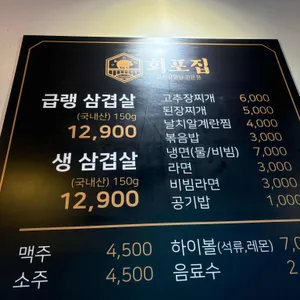 회포집
급랭 삼겹살
(국내산) 150g
12,900
생 삼겹살
(국내산) 150g
12,900
고추장찌개 6,000
된장찌개 5,000
날치알계란찜 4,000
볶음밥 3,000
냉면(물/비빔) 7,000
라면 3,000
비빔라면 3,000
공기밥 1,000
맥주 4,500
소주 4,500
하이볼(석류,레몬) 7,0
음료수 2